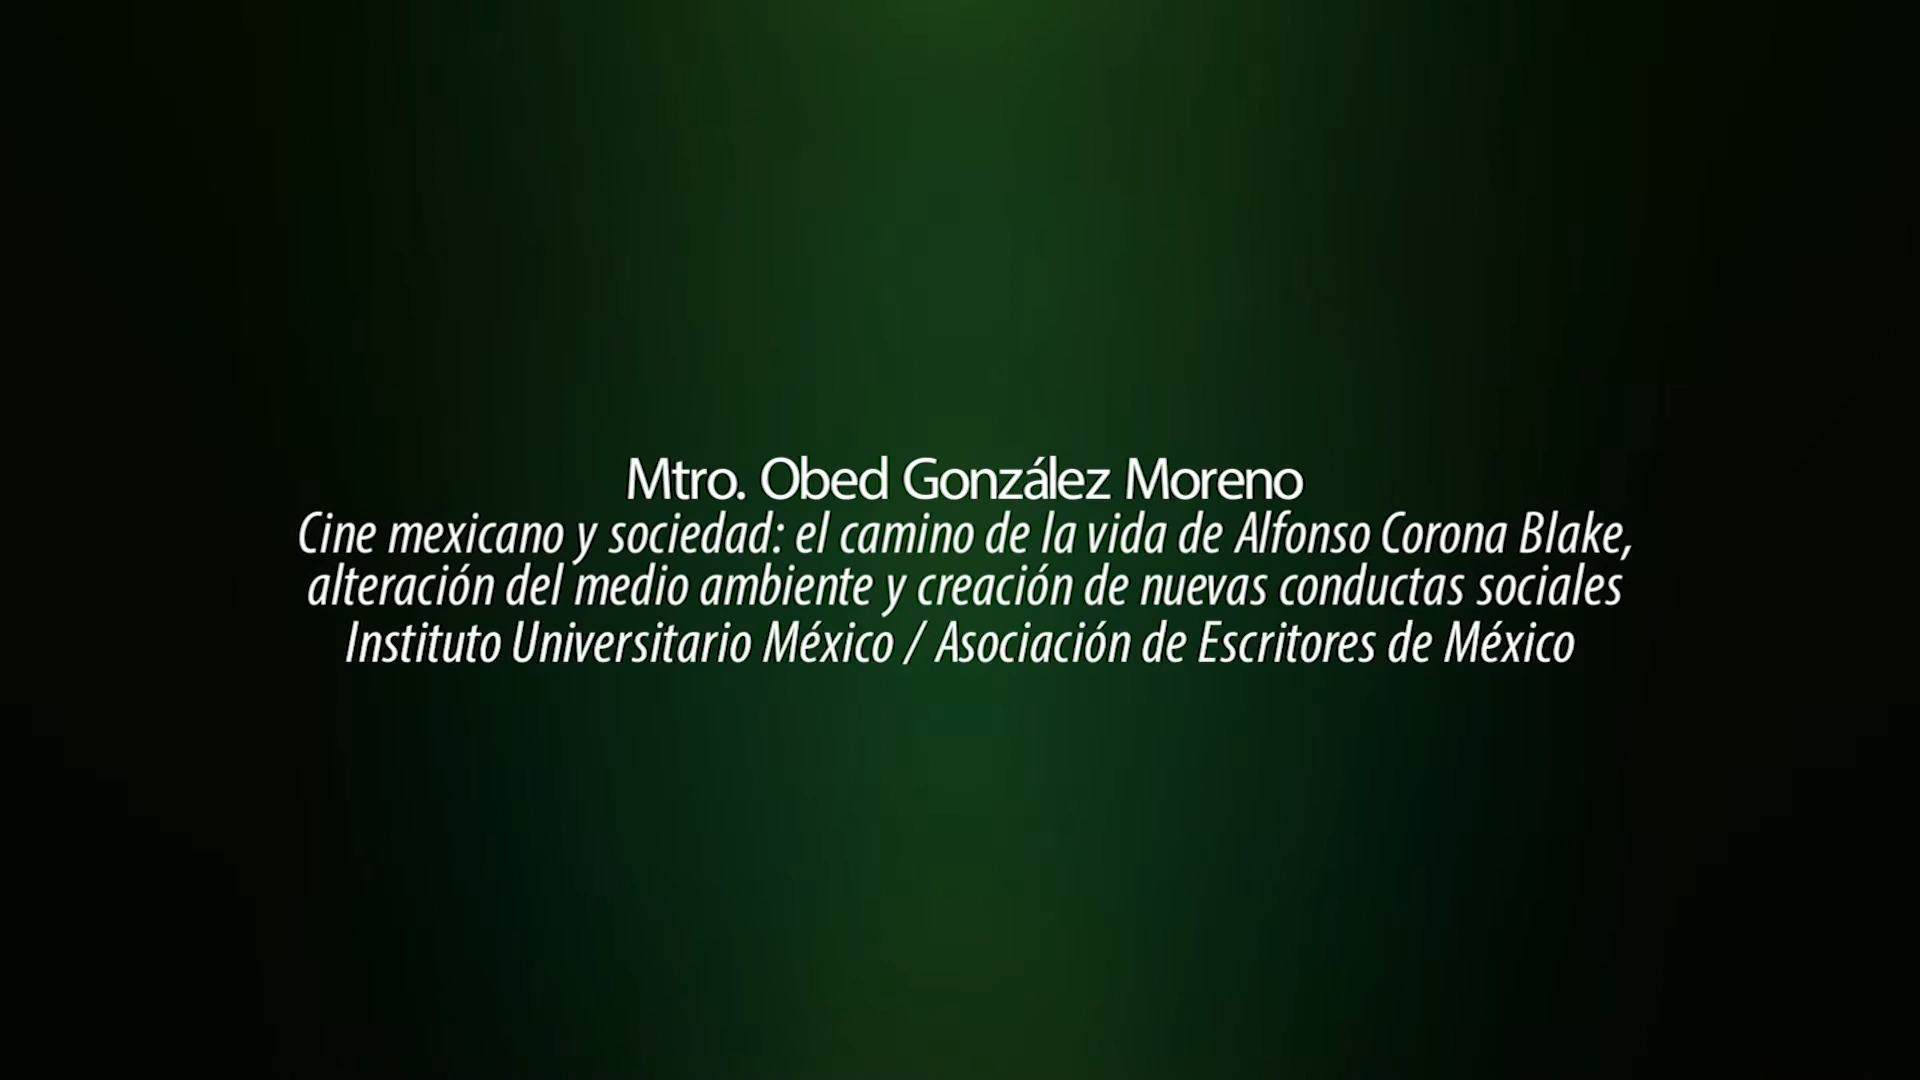 Mtro. Obed González Moreno
Cine mexicano y sociedad: el camino de la vida de Alfonso Corona Blake,
alteración del medio ambiente y creación de nuevas conductas sociales
Instituto Universitario México / Asociación de Escritores de México